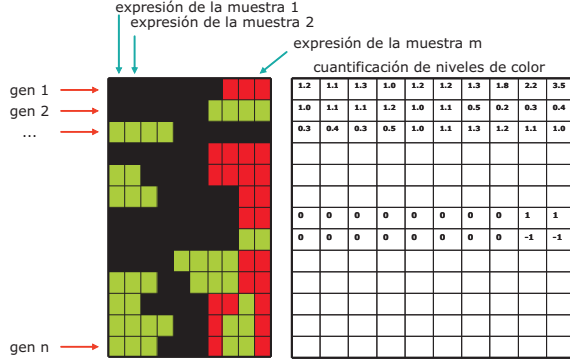 expresión de la muestra 1
expresión de la muestra 2
expresión de la muestra m
cuantificación de niveles de color
gen 1
1.2 1.1 1.3 1.0 1.2 1.2 1.3 1.8 2.2 3.5
gen 2
1.0 1.1 1.1 1.2 1.0 1.1 0.5 0.2 0.3 0.4
...
0.3 0.4 0.3 0.5 1.0 1.1 1.3 1.2 1.1 1.0
0 0 0 0 0 0 0 0 1 1
0 0 0 0 0 0 0 0 -1 -1
gen n